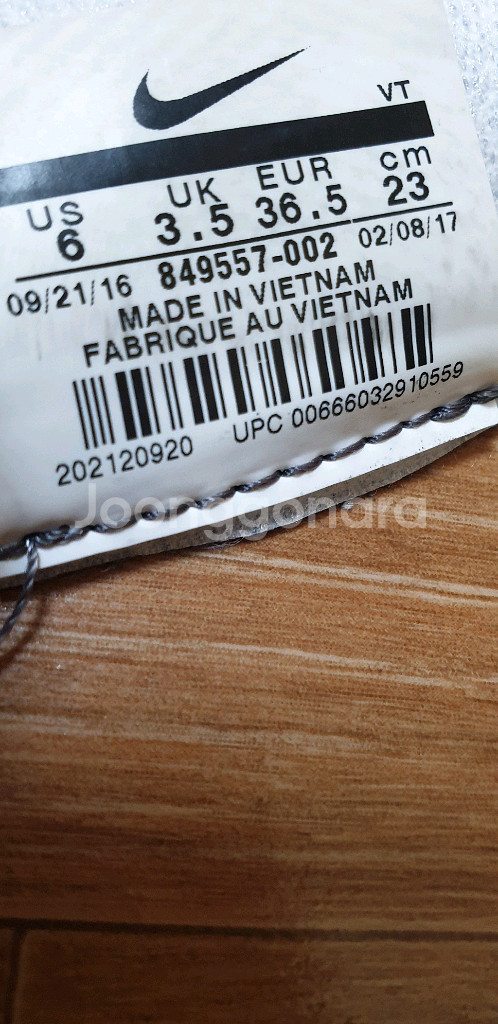 VT
US UK EUR cm
6 3.5 36.5 23
09/21/16 849557-002 02/08/17
MADE IN VIETNAM
FABRIQUE AU VIETNAM
202120920 UPC 00666032910559
Joonggonara